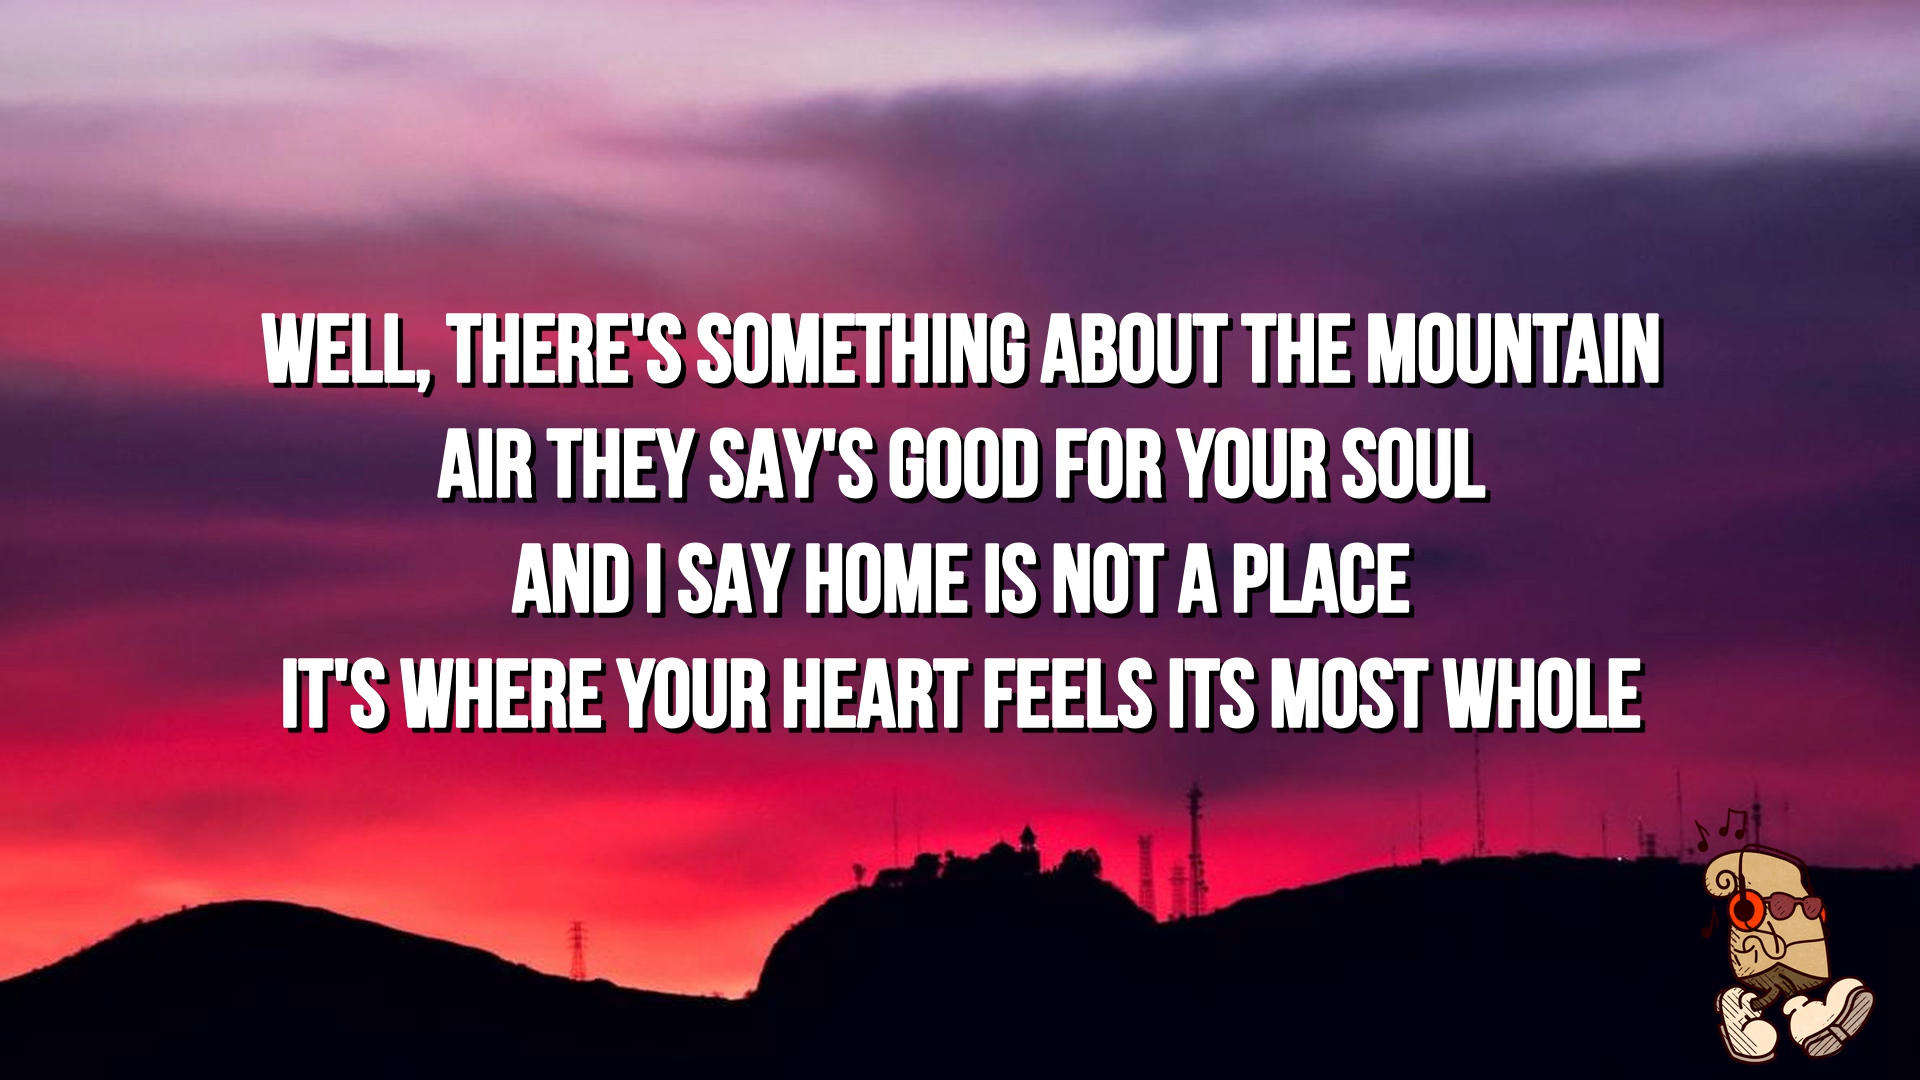 WELL, THERE'S SOMETHING ABOUT THE MOUNTAIN
AIR THEY SAY'S GOOD FOR YOUR SOUL
AND I SAY HOME IS NOT A PLACE
IT'S WHERE YOUR HEART FEELS ITS MOST WHOLE